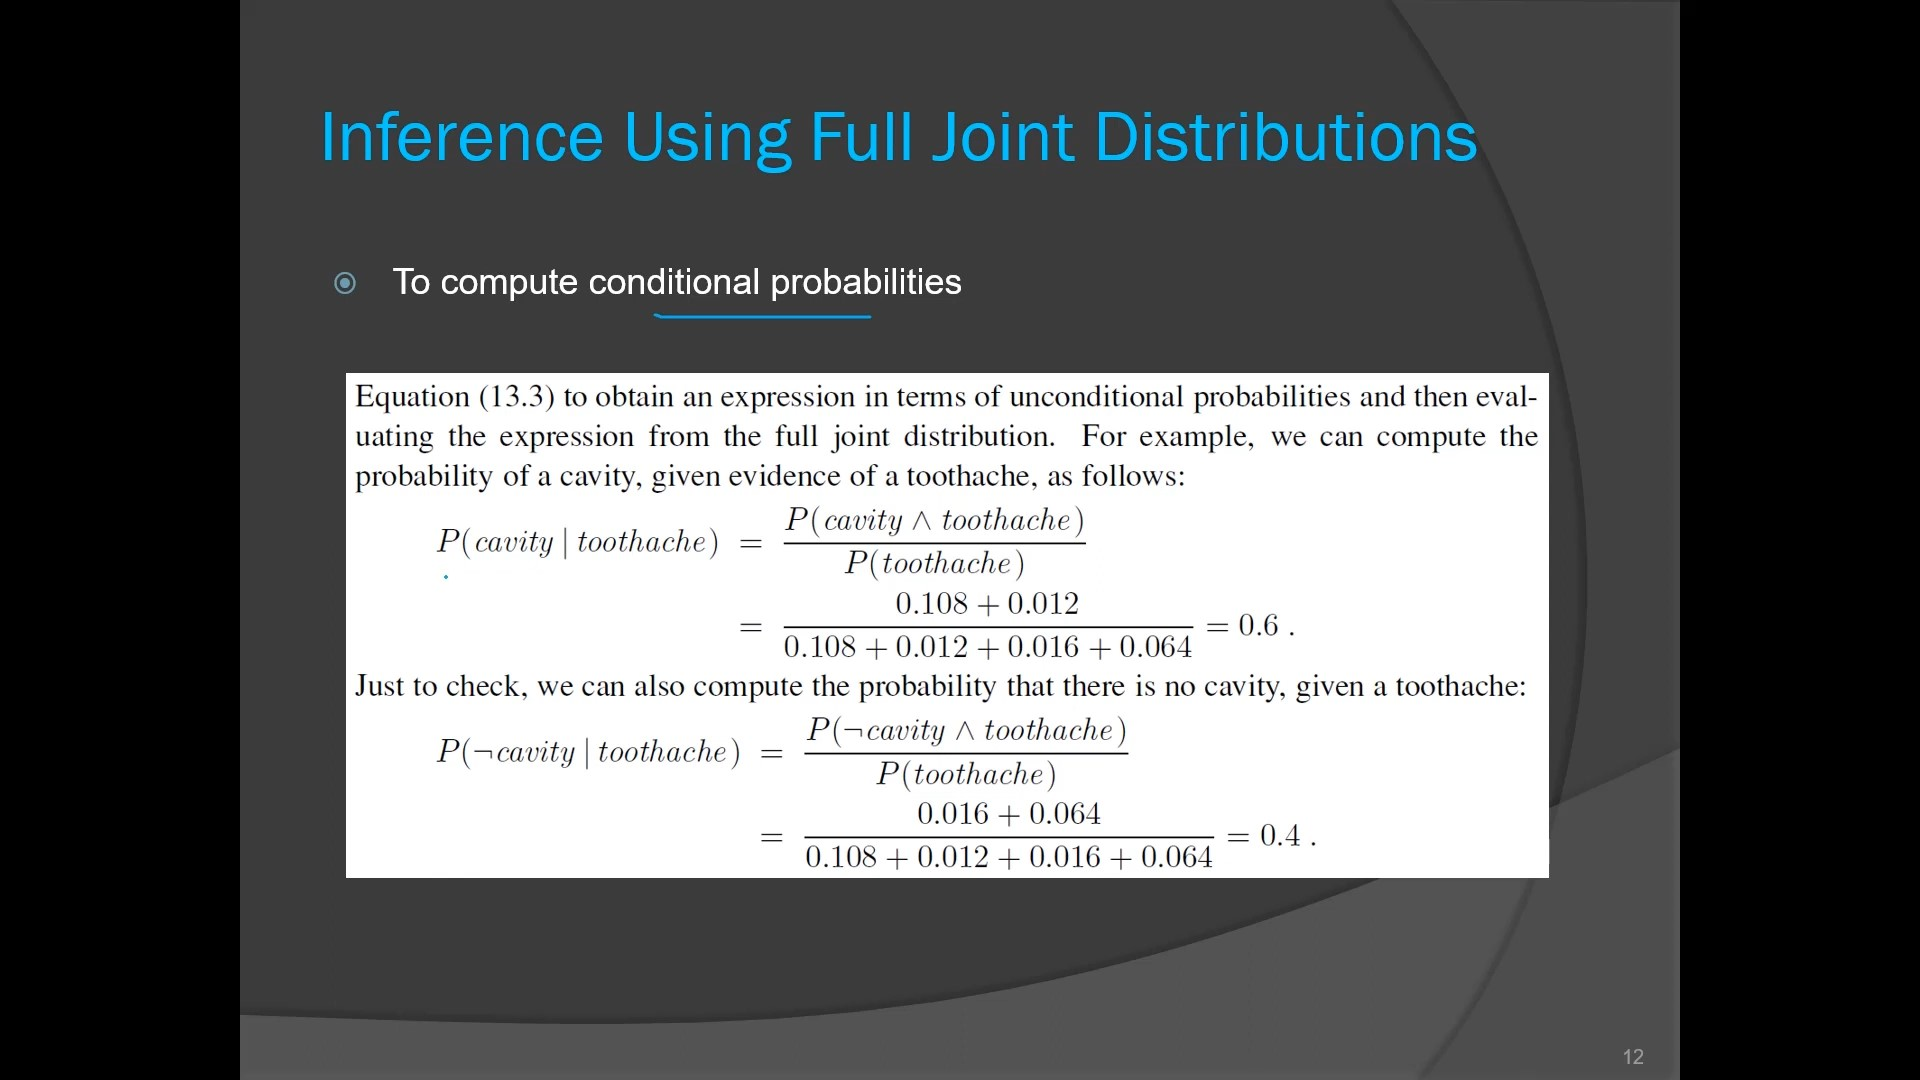 Inference Using Full Joint Distributions
To compute conditional probabilities
Equation (13.3) to obtain an expression in terms of unconditional probabilities and then eval-
uating the expression from the full joint distribution. For example, we can compute the
probability of a cavity, given evidence of a toothache, as follows:
P(cavity | toothache) = P(cavity ∧ toothache) / P(toothache)
= 0.108 + 0.012 / 0.108 + 0.012 + 0.016 + 0.064 = 0.6 .
Just to check, we can also compute the probability that there is no cavity, given a toothache:
P(¬cavity | toothache) = P(¬cavity ∧ toothache) / P(toothache)
= 0.016 + 0.064 / 0.108 + 0.012 + 0.016 + 0.064 = 0.4 .
12